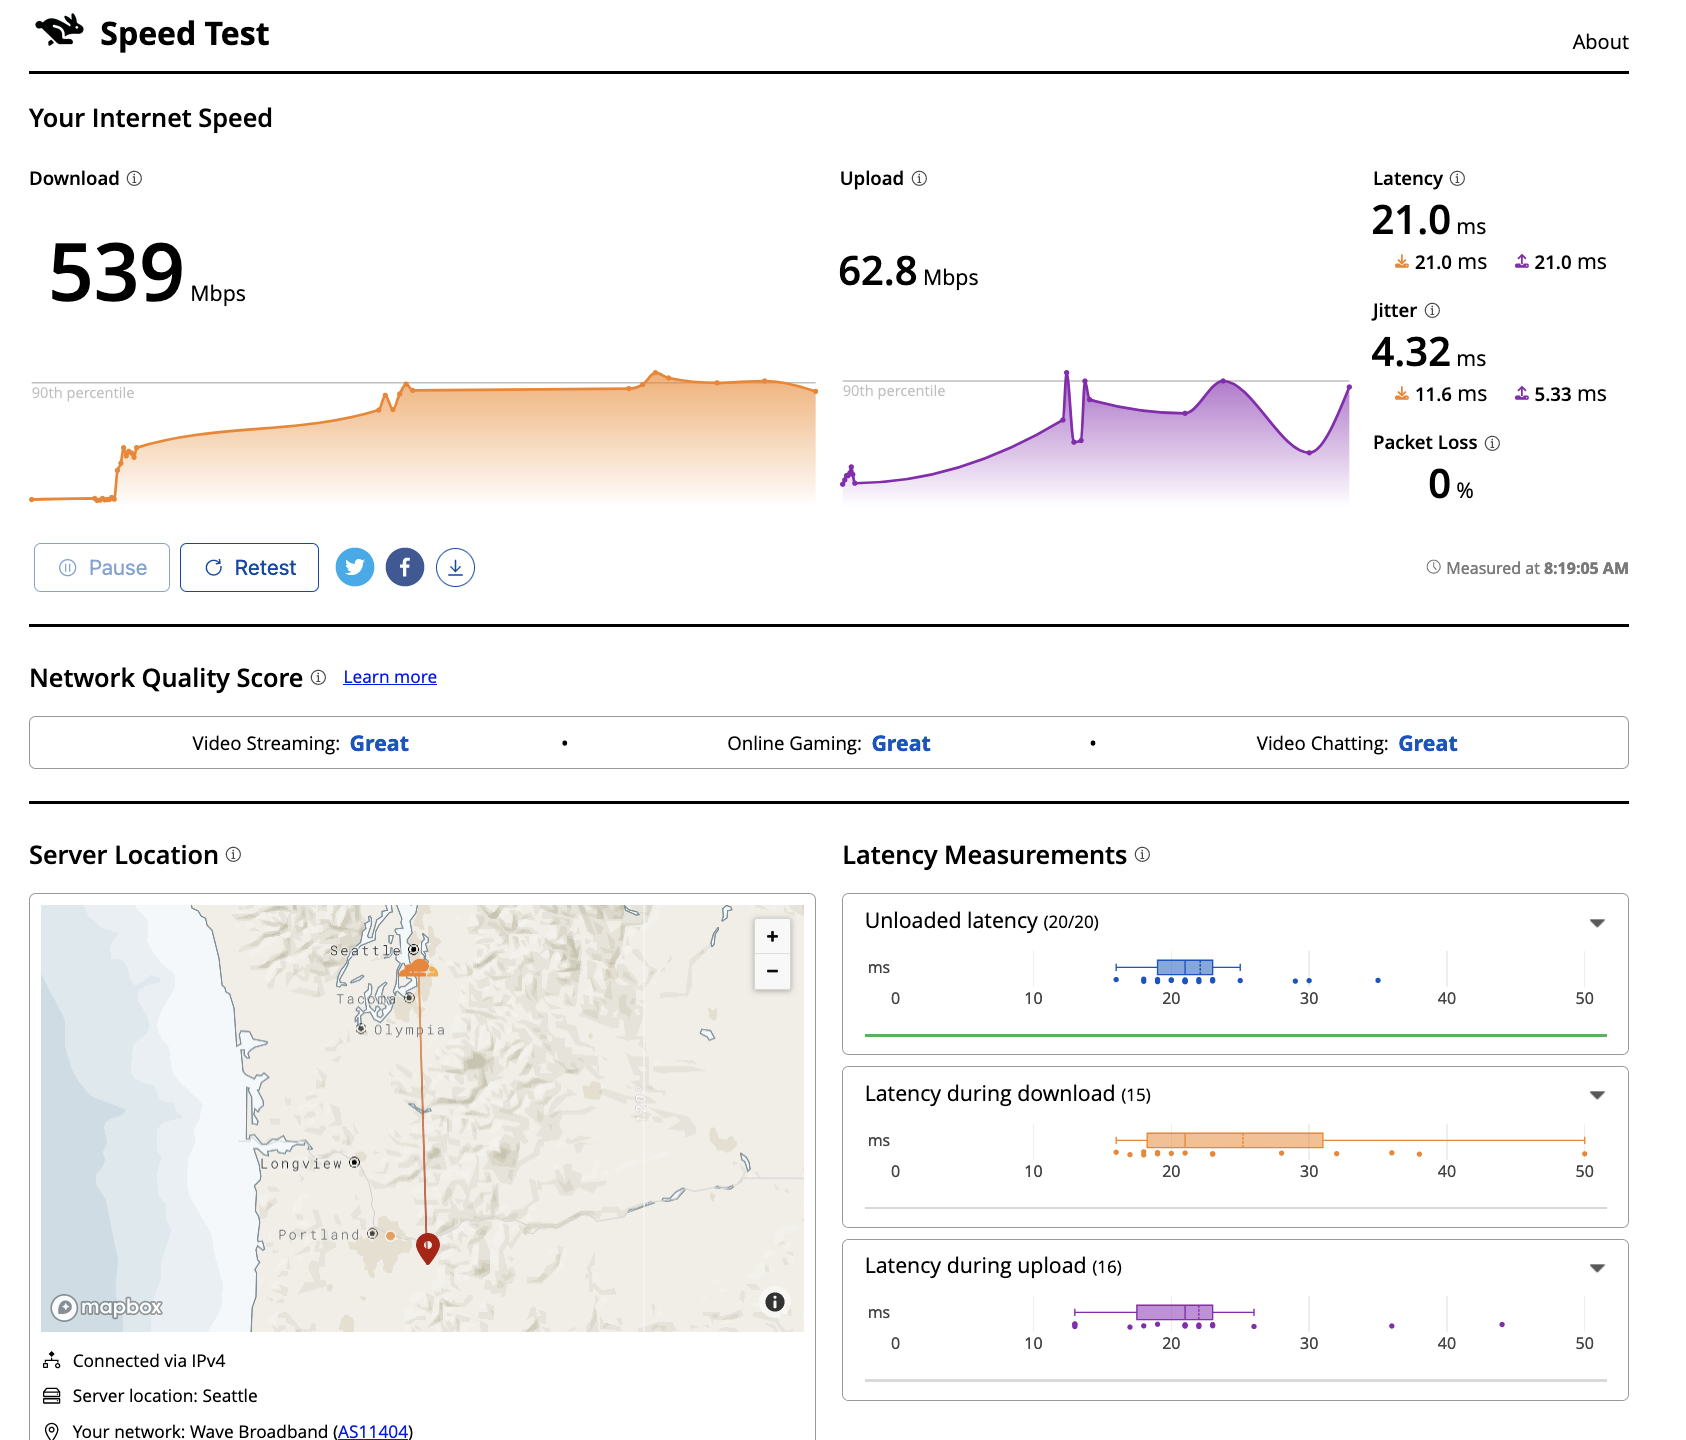 Speed Test
About
Your Internet Speed
Download
539 Mbps
90th percentile
Upload
62.8 Mbps
90th percentile
Latency
21.0 ms
21.0 ms 21.0 ms
Jitter
4.32 ms
11.6 ms 5.33 ms
Packet Loss
0 %
Pause
Retest
Measured at 8:19:05 AM
Network Quality Score Learn more
Video Streaming: Great • Online Gaming: Great • Video Chatting: Great
Server Location
Seattle
Tacoma
Olympia
Longview
Portland
+
−
mapbox
Connected via IPv4
Server location: Seattle
Your network: Wave Broadband (AS11404)
Latency Measurements
Unloaded latency (20/20)
ms
0 10 20 30 40 50
Latency during download (15)
ms
0 10 20 30 40 50
Latency during upload (16)
ms
0 10 20 30 40 50